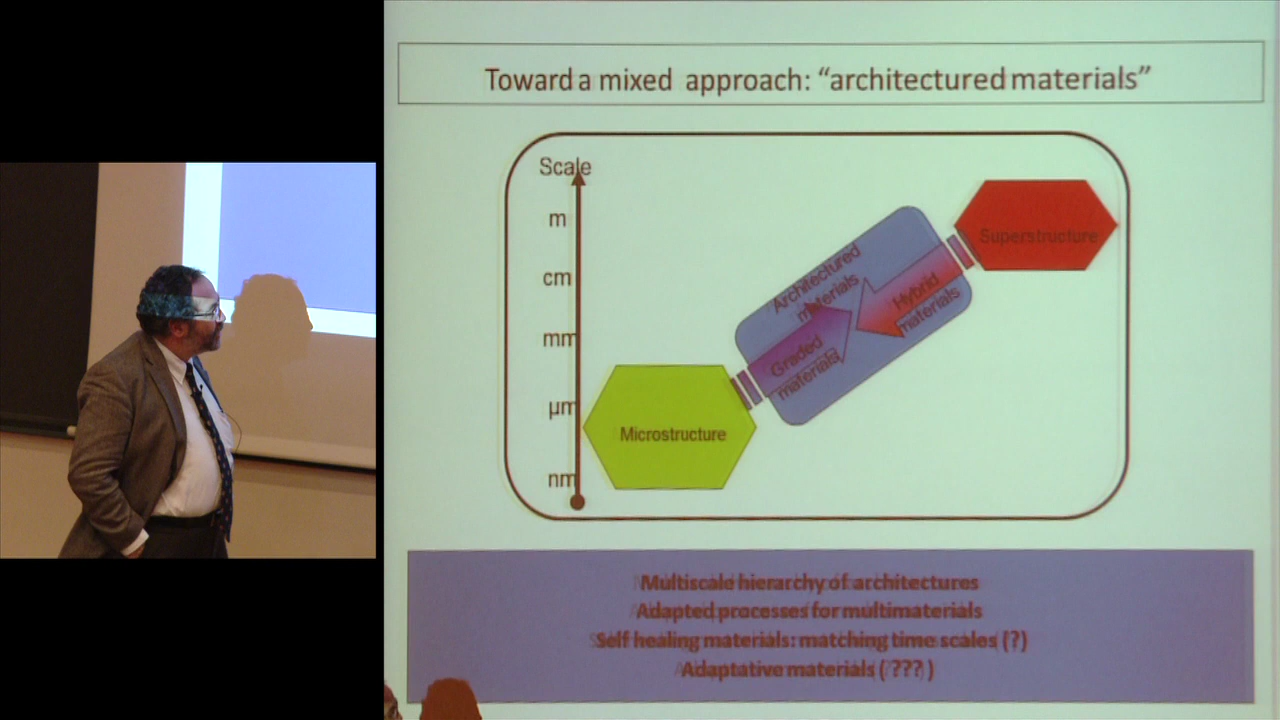 Toward a mixed approach: “architectured materials”
Scale
m
cm
mm
µm
nm
Superstructure
Architectured
materials
Hybrid
materials
Graded
materials
Microstructure
Multiscale hierarchy of architectures
Adapted processes for multimaterials
Self healing materials: matching time scales (?)
Adaptative materials ( ??? )